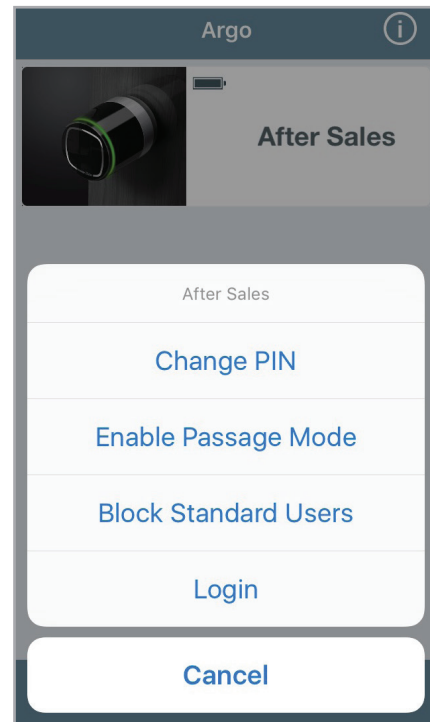 Argo
i
After Sales
After Sales
Change PIN
Enable Passage Mode
Block Standard Users
Login
Cancel